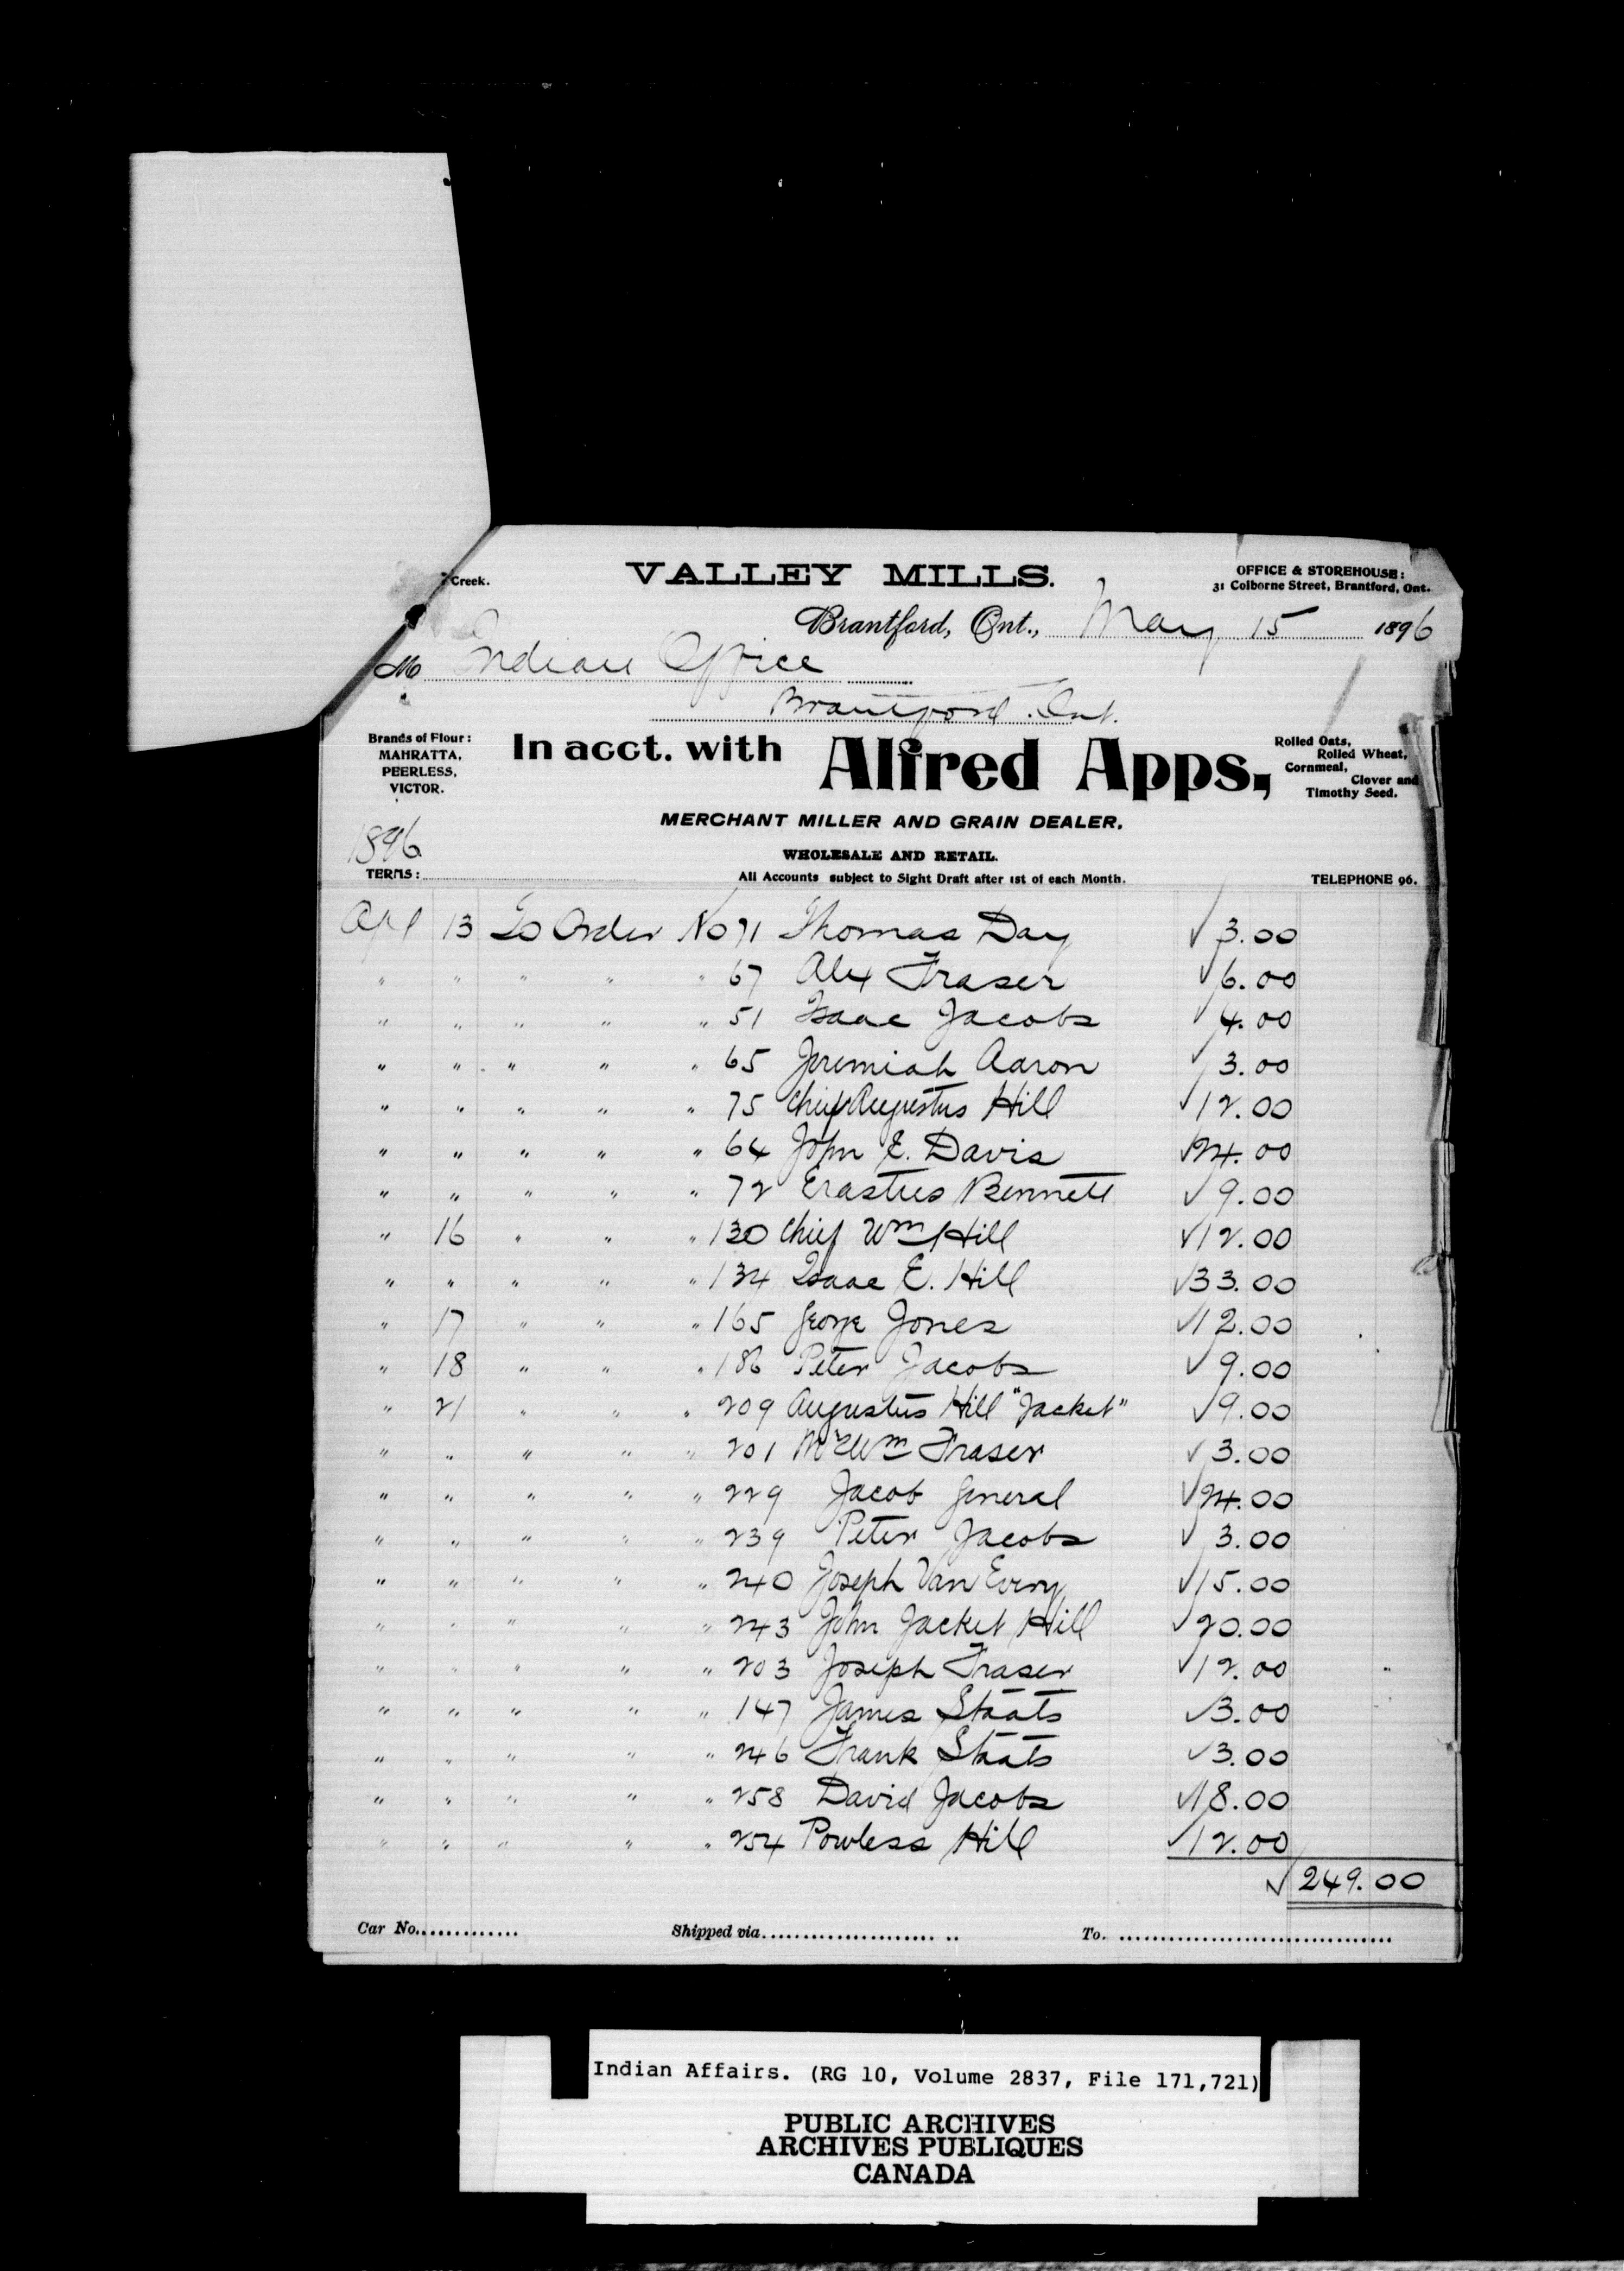 Creek.
VALLEY MILLS.
OFFICE & STOREHOUSE:
31 Colborne Street, Brantford, Ont.
Brantford, Ont., May 15 1896
M Indian Office
Brantford. Ont.
Brands of Flour:
MAHRATTA,
PEERLESS,
VICTOR.
In acct. with Alfred Apps,
Rolled Oats,
Rolled Wheat,
Cornmeal,
Clover and
Timothy Seed.
MERCHANT MILLER AND GRAIN DEALER.
1896
WHOLESALE AND RETAIL.
TERMS: All Accounts subject to Sight Draft after 1st of each Month. TELEPHONE 96.
Apl 13 To Order No 71 Thomas Day √ 3.00
" " " " " 67 Alex Fraser √ 6.00
" " " " " 51 Isaac Jacobs √ 4.00
" " " " " 65 Jeremiah Aaron √ 3.00
" " " " " 75 Chief Augustus Hill √ 12.00
" " " " " 64 John E. Davis √ 24.00
" " " " " 72 Erastus Bennett √ 9.00
" 16 " " " 130 Chief Wm Hill √ 12.00
" " " " " 134 Isaac E. Hill √ 33.00
" 17 " " " 165 George Jones √ 12.00
" 18 " " " 186 Peter Jacobs √ 9.00
" 21 " " " 209 Augustus Hill "Jacket" √ 9.00
" " " " " 201 Mr Wm Fraser √ 3.00
" " " " " 229 Jacob General √ 24.00
" " " " " 239 Peter Jacobs √ 3.00
" " " " " 240 Joseph Van Every √ 15.00
" " " " " 243 John Jacket Hill √ 20.00
" " " " " 203 Joseph Fraser √ 12.00
" " " " " 147 James Staats √ 3.00
" " " " " 246 Frank Staats √ 3.00
" " " " " 258 David Jacobs √ 18.00
" " " " " 254 Powless Hill √ 12.00
√ 249.00
Car No. Shipped via To.
Indian Affairs. (RG 10, Volume 2837, File 171,721)
PUBLIC ARCHIVES
ARCHIVES PUBLIQUES
CANADA